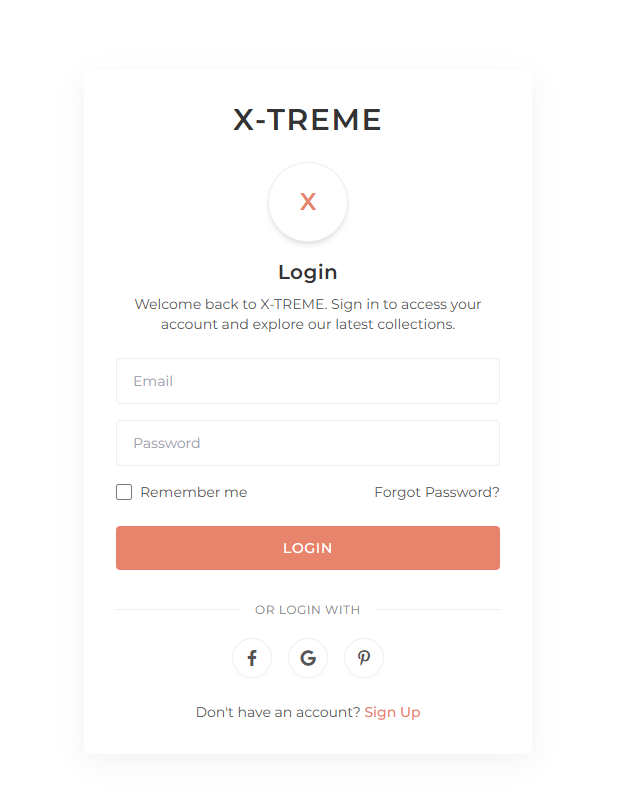 X-TREME
X
Login
Welcome back to X-TREME. Sign in to access your
account and explore our latest collections.
Email
Password
Remember me Forgot Password?
LOGIN
OR LOGIN WITH
Don't have an account? Sign Up